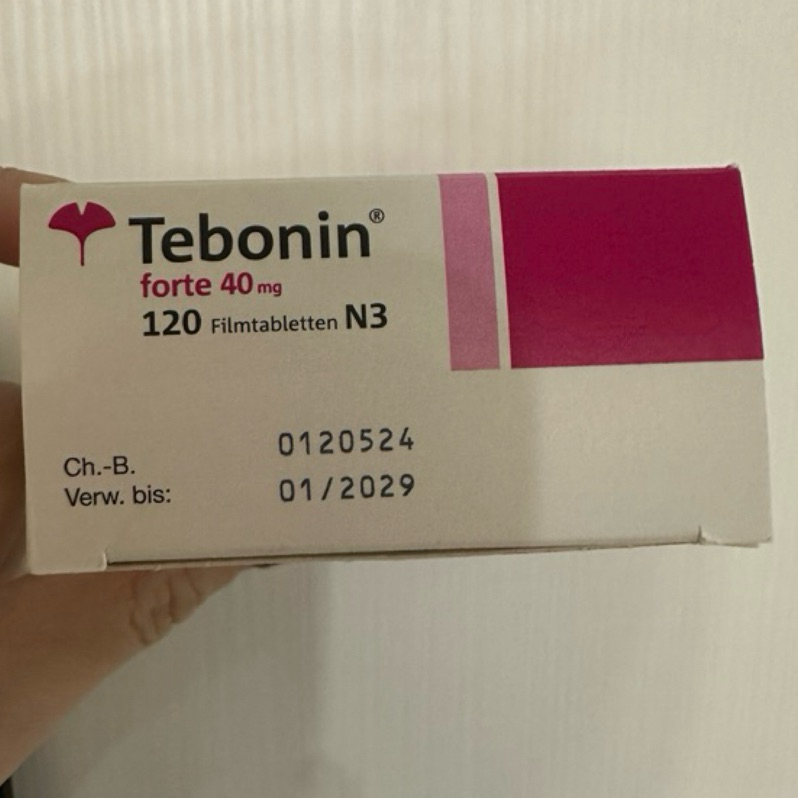 Tebonin®
forte 40 mg
120 Filmtabletten N3
Ch.-B. 0120524
Verw. bis: 01/2029